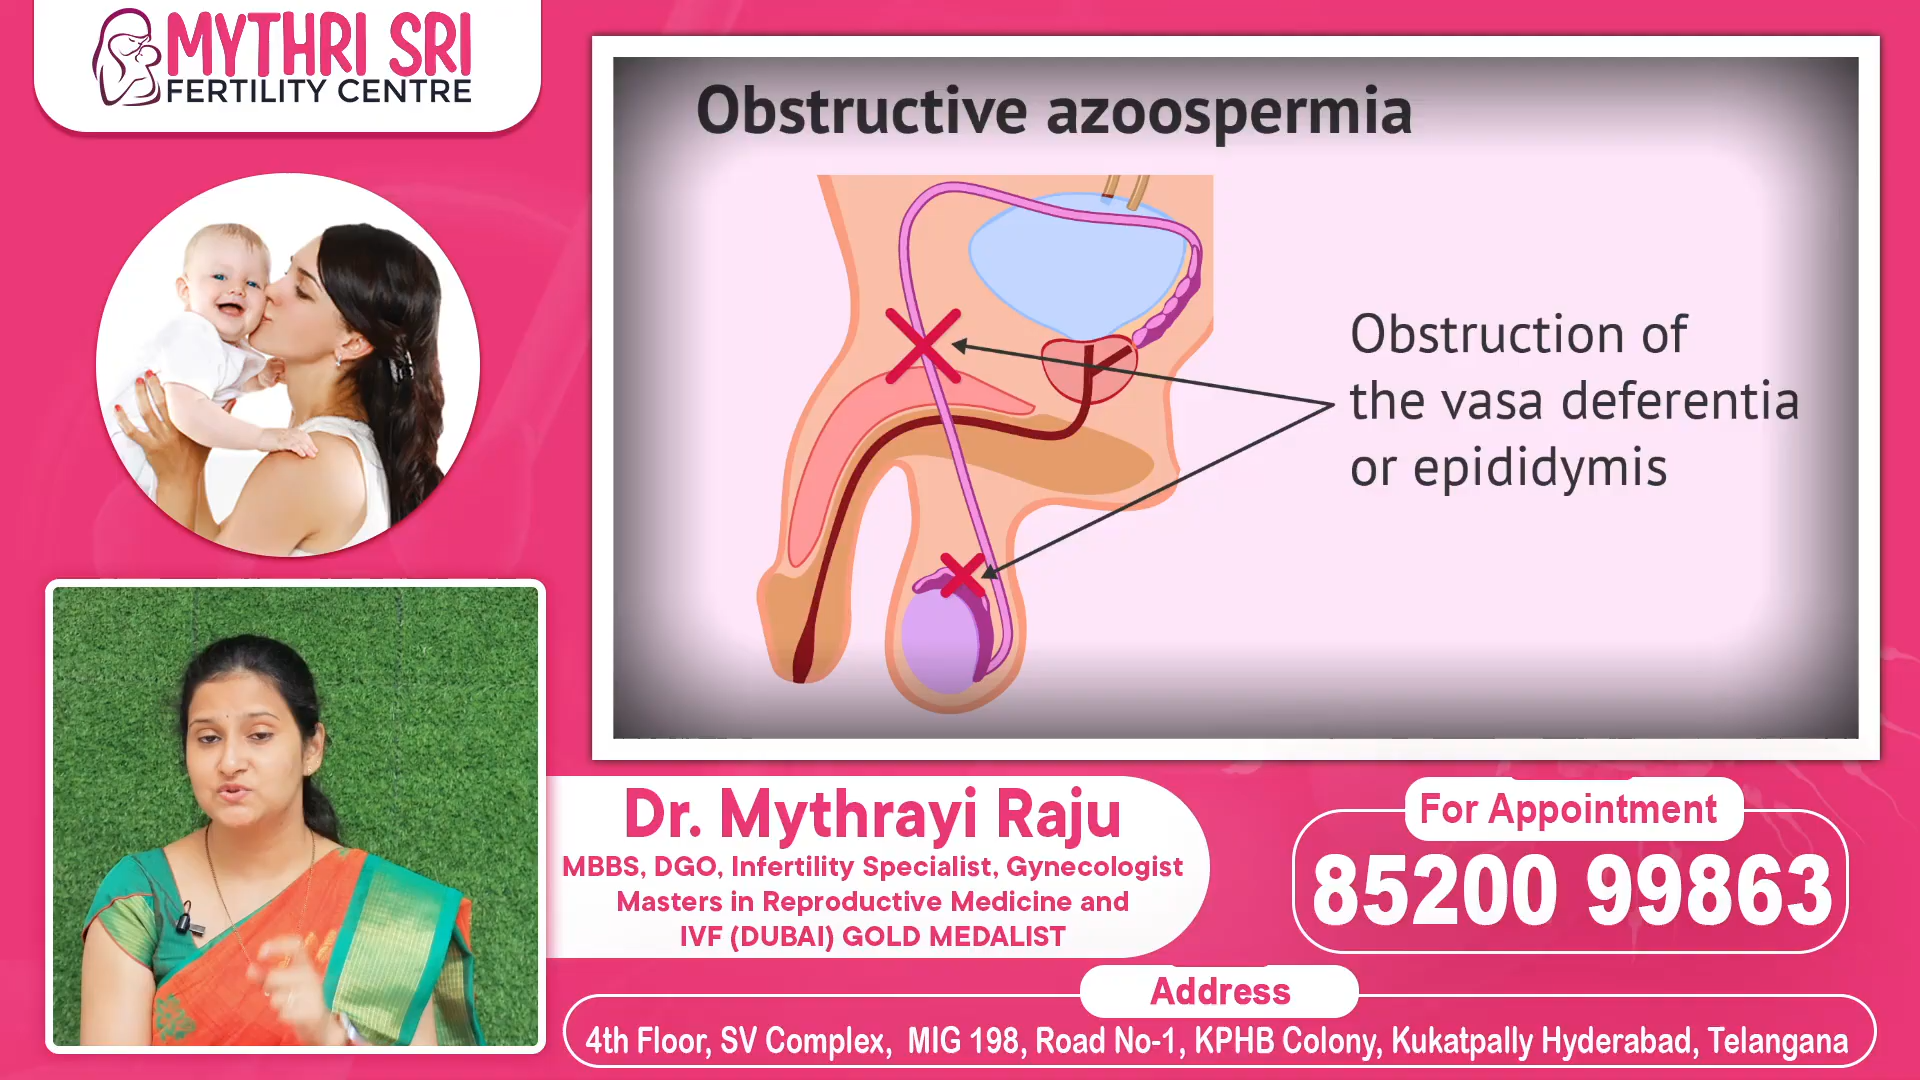 MYTHRI SRI
FERTILITY CENTRE
Obstructive azoospermia
Obstruction of
the vasa deferentia
or epididymis
Dr. Mythrayi Raju
MBBS, DGO, Infertility Specialist, Gynecologist
Masters in Reproductive Medicine and
IVF (DUBAI) GOLD MEDALIST
For Appointment
85200 99863
Address
4th Floor, SV Complex, MIG 198, Road No-1, KPHB Colony, Kukatpally Hyderabad, Telangana